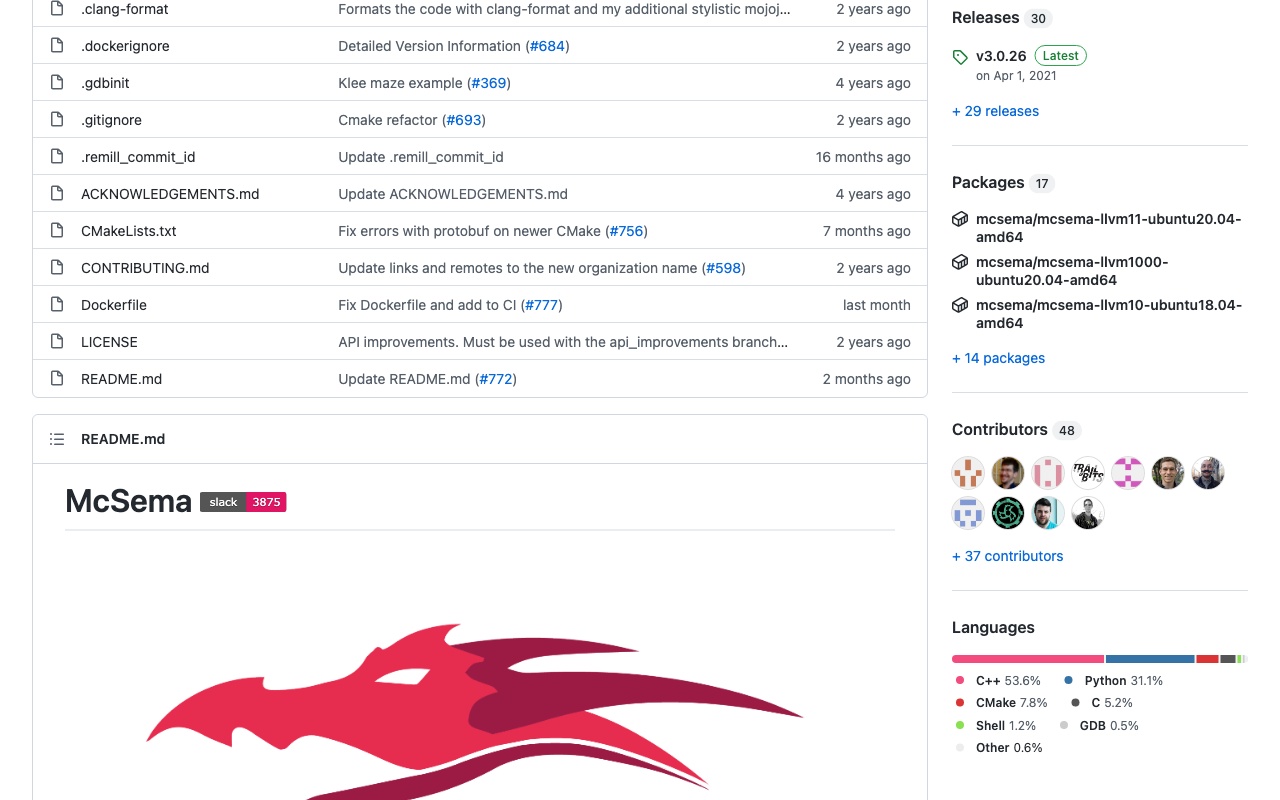 .clang-format Formats the code with clang-format and my additional stylistic mojoj... 2 years ago
.dockerignore Detailed Version Information (#684) 2 years ago
.gdbinit Klee maze example (#369) 4 years ago
.gitignore Cmake refactor (#693) 2 years ago
.remill_commit_id Update .remill_commit_id 16 months ago
ACKNOWLEDGEMENTS.md Update ACKNOWLEDGEMENTS.md 4 years ago
CMakeLists.txt Fix errors with protobuf on newer CMake (#756) 7 months ago
CONTRIBUTING.md Update links and remotes to the new organization name (#598) 2 years ago
Dockerfile Fix Dockerfile and add to CI (#777) last month
LICENSE API improvements. Must be used with the api_improvements branch... 2 years ago
README.md Update README.md (#772) 2 months ago
README.md
McSema slack 3875
Releases 30
v3.0.26 Latest
on Apr 1, 2021
+ 29 releases
Packages 17
mcsema/mcsema-llvm11-ubuntu20.04-
amd64
mcsema/mcsema-llvm1000-
ubuntu20.04-amd64
mcsema/mcsema-llvm10-ubuntu18.04-
amd64
+ 14 packages
Contributors 48
TRAIL
OF BITS
+ 37 contributors
Languages
C++ 53.6% Python 31.1%
CMake 7.8% C 5.2%
Shell 1.2% GDB 0.5%
Other 0.6%